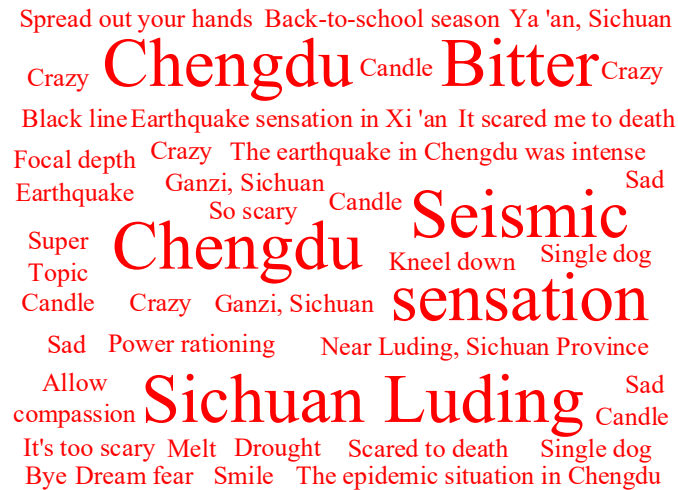 Spread out your hands Back-to-school season Ya 'an, Sichuan
Crazy Chengdu Candle Bitter Crazy
Black line Earthquake sensation in Xi 'an It scared me to death
Focal depth Crazy The earthquake in Chengdu was intense
Earthquake Ganzi, Sichuan Sad
So scary Candle Seismic
Super Chengdu Kneel down Single dog
Topic
Candle Crazy Ganzi, Sichuan sensation
Sad Power rationing Near Luding, Sichuan Province
Allow Sichuan Luding Sad
compassion Candle
It's too scary Melt Drought Scared to death Single dog
Bye Dream fear Smile The epidemic situation in Chengdu